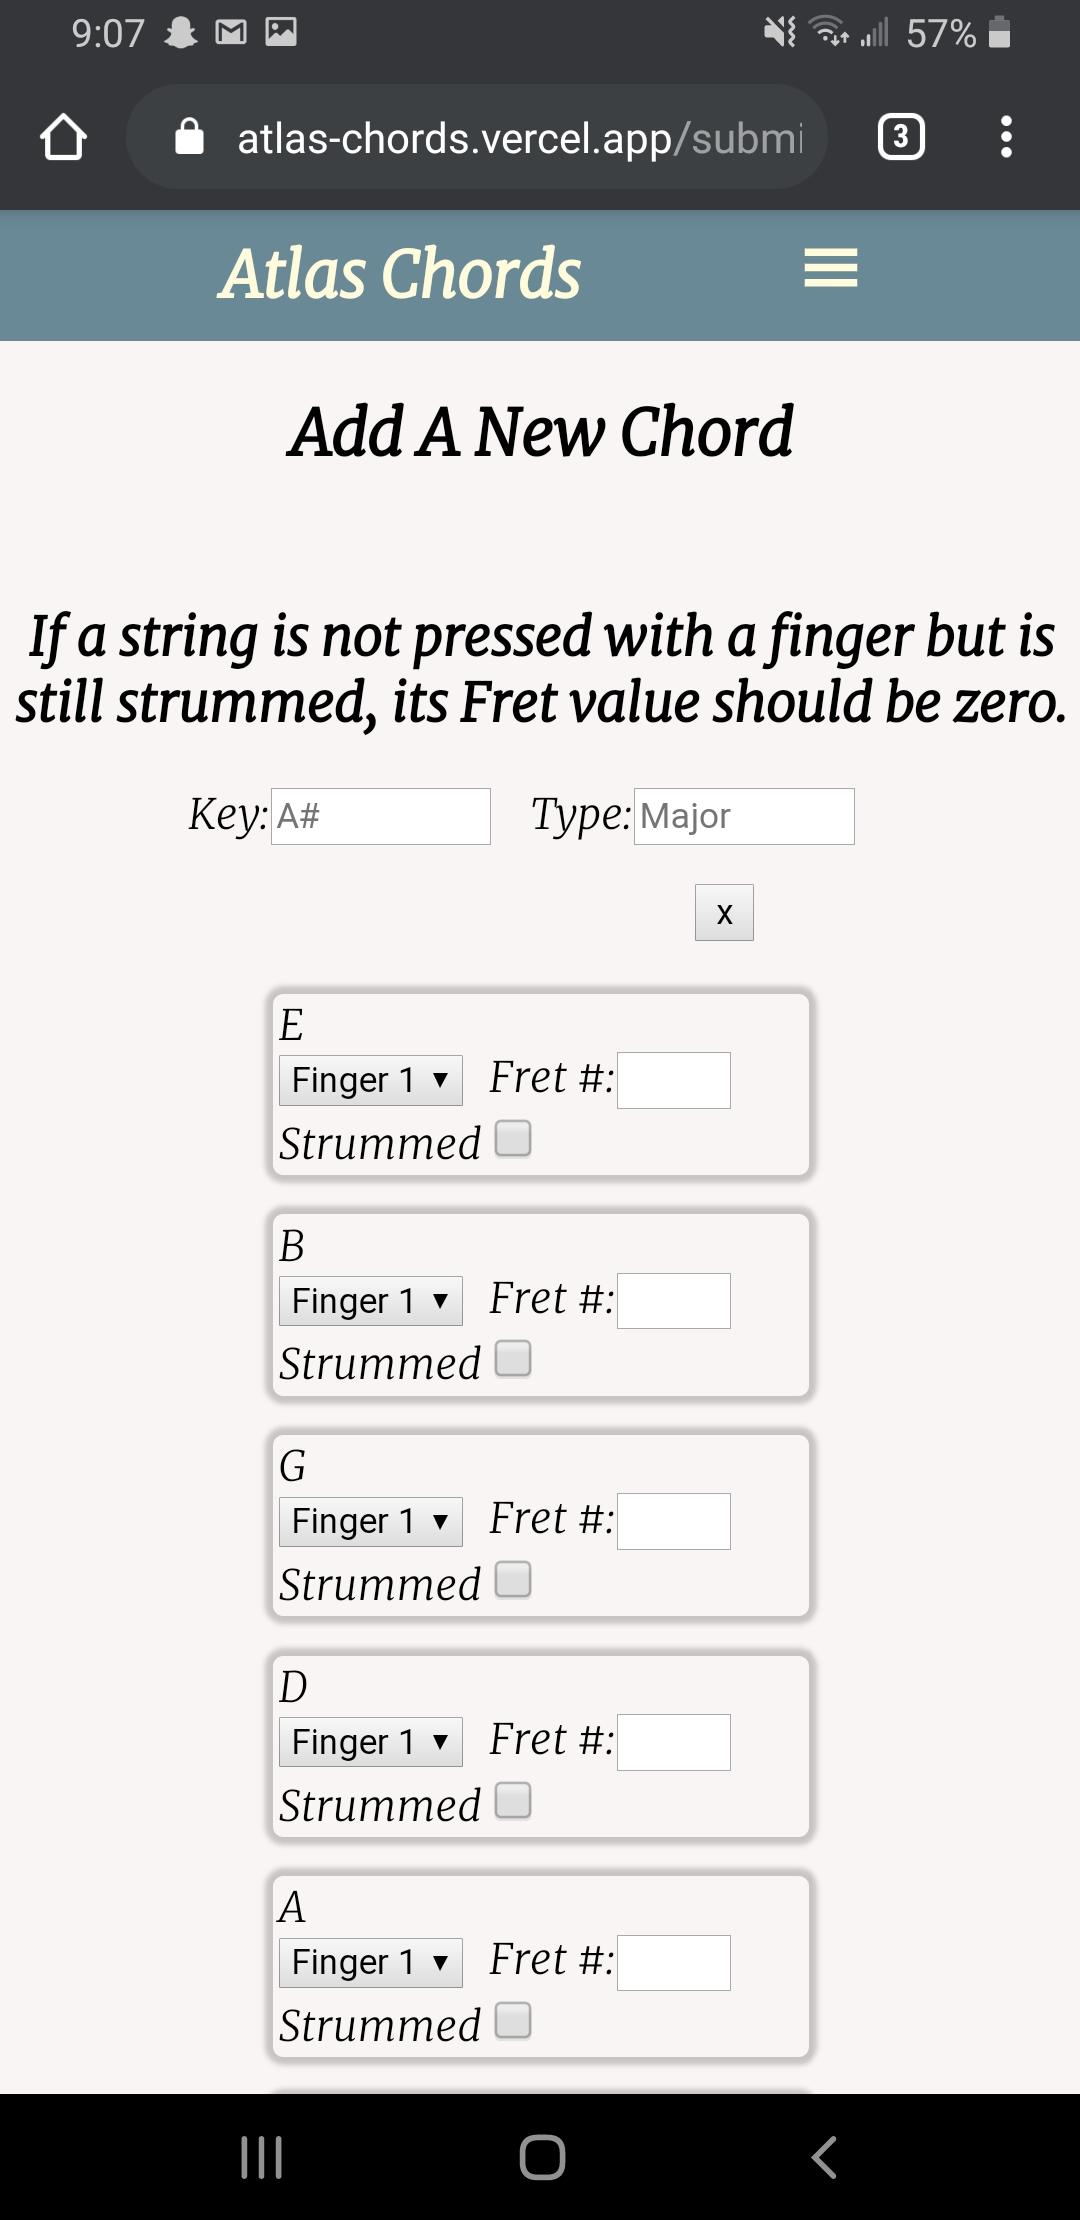 9:07 57%
atlas-chords.vercel.app/submi 3
Atlas Chords
Add A New Chord
If a string is not pressed with a finger but is
still strummed, its Fret value should be zero.
Key: A# Type: Major
x
E
Finger 1 ▼ Fret #:
Strummed
B
Finger 1 ▼ Fret #:
Strummed
G
Finger 1 ▼ Fret #:
Strummed
D
Finger 1 ▼ Fret #:
Strummed
A
Finger 1 ▼ Fret #:
Strummed